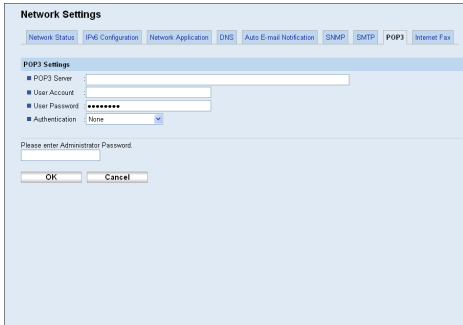 Network Settings
Network Status IPv6 Configuration Network Application DNS Auto E-mail Notification SNMP SMTP POP3 Internet Fax
POP3 Settings
POP3 Server :
User Account :
User Password : ●●●●●●●●
Authentication : None
Please enter Administrator Password.
OK Cancel